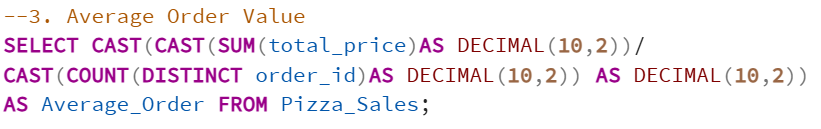 --3. Average Order Value
SELECT CAST(CAST(SUM(total_price)AS DECIMAL(10,2))/
CAST(COUNT(DISTINCT order_id)AS DECIMAL(10,2)) AS DECIMAL(10,2))
AS Average_Order FROM Pizza_Sales;